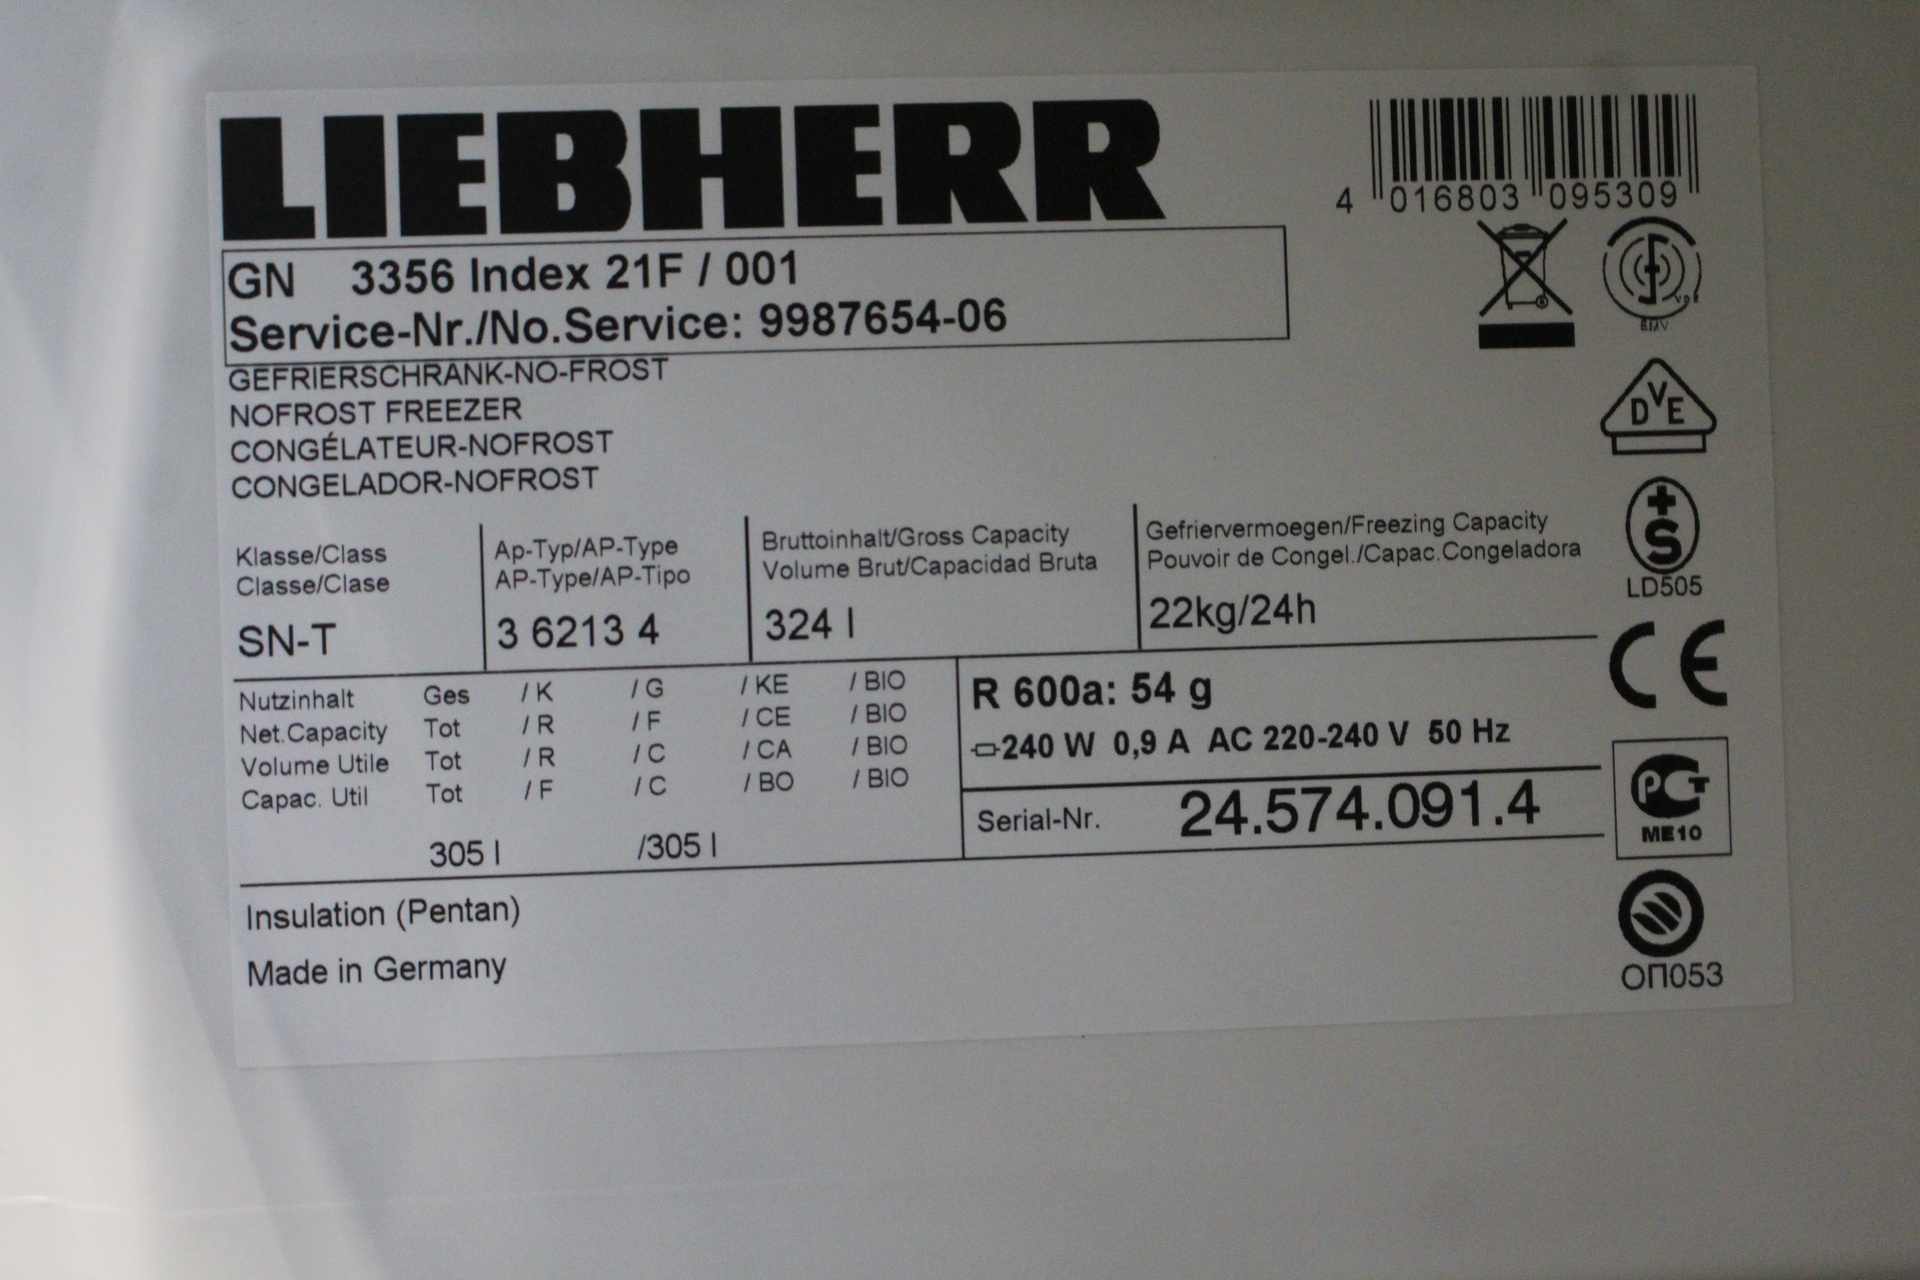 LIEBHERR
4 016803 095309
GN 3356 Index 21F / 001
Service-Nr./No.Service: 9987654-06
GEFRIERSCHRANK-NO-FROST
NOFROST FREEZER
CONGÉLATEUR-NOFROST
CONGELADOR-NOFROST
Klasse/Class
Classe/Clase
SN-T
Ap-Typ/AP-Type
AP-Type/AP-Tipo
3 6213 4
Bruttoinhalt/Gross Capacity
Volume Brut/Capacidad Bruta
324 l
Gefriervermoegen/Freezing Capacity
Pouvoir de Congel./Capac.Congeladora
22kg/24h
Nutzinhalt Ges / K / G / KE / BIO
Net.Capacity Tot / R / F / CE / BIO
Volume Utile Tot / R / C / CA / BIO
Capac. Util Tot / F / C / BO / BIO
305 l /305 l
R 600a: 54 g
240 W 0,9 A AC 220-240 V 50 Hz
Serial-Nr. 24.574.091.4
Insulation (Pentan)
Made in Germany
VDE
EMV
DVE
+S
LD505
CE
РСТ
ME10
ОП053